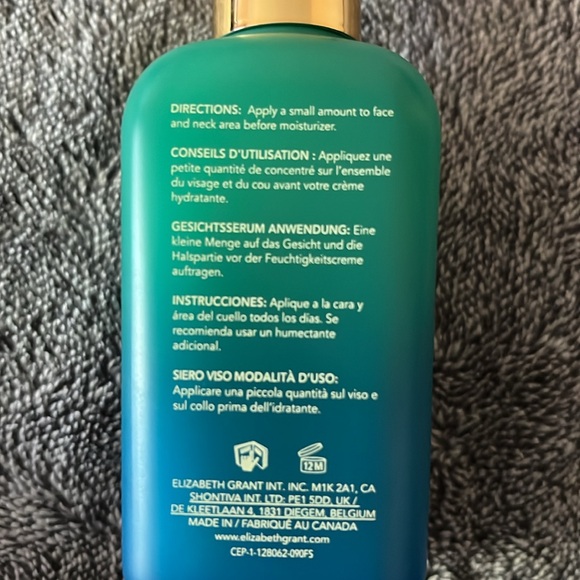 DIRECTIONS: Apply a small amount to face
and neck area before moisturizer.
CONSEILS D'UTILISATION : Appliquez une
petite quantité de concentré sur l'ensemble
du visage et du cou avant votre crème
hydratante.
GESICHTSSERUM ANWENDUNG: Eine
kleine Menge auf das Gesicht und die
Halspartie vor der Feuchtigkeitscreme
auftragen.
INSTRUCCIONES: Aplique a la cara y
área del cuello todos los días. Se
recomienda usar un humectante
adicional.
SIERO VISO MODALITÀ D'USO:
Applicare una piccola quantità sul viso e
sul collo prima dell'idratante.
12 M
ELIZABETH GRANT INT. INC. M1K 2A1, CA
SHONTIVA INT. LTD: PE1 5DD, UK /
DE KLEETLAAN 4, 1831 DIEGEM, BELGIUM
MADE IN / FABRIQUÉ AU CANADA
www.elizabethgrant.com
CEP-1-128062-090FS